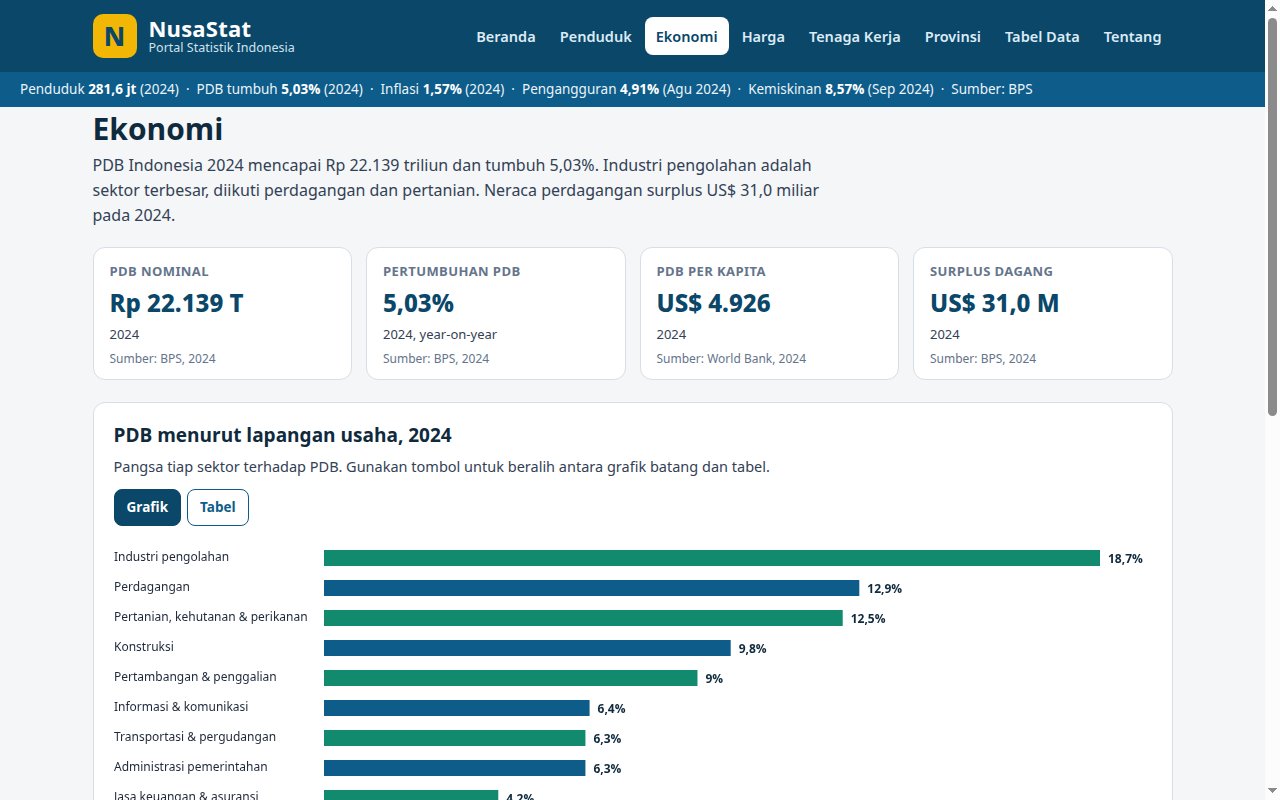 N
NusaStat
Portal Statistik Indonesia
Beranda Penduduk Ekonomi Harga Tenaga Kerja Provinsi Tabel Data Tentang
Penduduk 281,6 jt (2024) · PDB tumbuh 5,03% (2024) · Inflasi 1,57% (2024) · Pengangguran 4,91% (Agu 2024) · Kemiskinan 8,57% (Sep 2024) · Sumber: BPS
Ekonomi
PDB Indonesia 2024 mencapai Rp 22.139 triliun dan tumbuh 5,03%. Industri pengolahan adalah
sektor terbesar, diikuti perdagangan dan pertanian. Neraca perdagangan surplus US$ 31,0 miliar
pada 2024.
PDB NOMINAL
Rp 22.139 T
2024
Sumber: BPS, 2024
PERTUMBUHAN PDB
5,03%
2024, year-on-year
Sumber: BPS, 2024
PDB PER KAPITA
US$ 4.926
2024
Sumber: World Bank, 2024
SURPLUS DAGANG
US$ 31,0 M
2024
Sumber: BPS, 2024
PDB menurut lapangan usaha, 2024
Pangsa tiap sektor terhadap PDB. Gunakan tombol untuk beralih antara grafik batang dan tabel.
Grafik Tabel
Industri pengolahan 18,7%
Perdagangan 12,9%
Pertanian, kehutanan & perikanan 12,5%
Konstruksi 9,8%
Pertambangan & penggalian 9%
Informasi & komunikasi 6,4%
Transportasi & pergudangan 6,3%
Administrasi pemerintahan 6,3%
Jasa keuangan & asuransi 4,2%